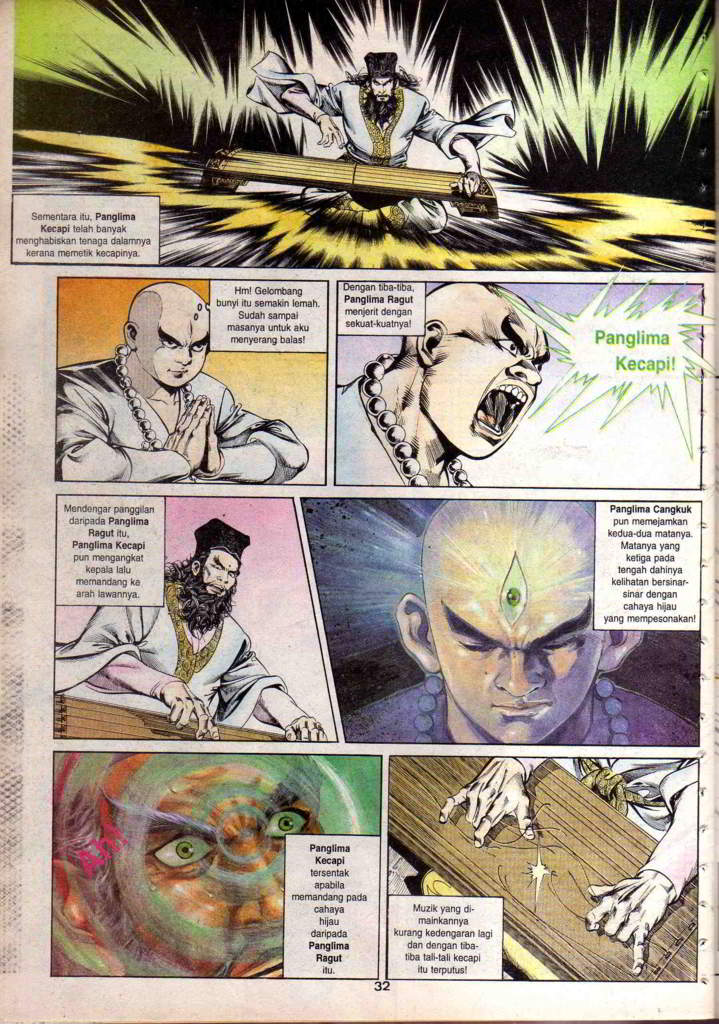 Sementara itu, Panglima
Kecapi telah banyak
menghabiskan tenaga dalamnya
kerana memetik kecapinya.
Hm! Gelombang
bunyi itu semakin lemah.
Sudah sampai
masanya untuk aku
menyerang balas!
Dengan tiba-tiba,
Panglima Ragut
menjerit dengan
sekuat-kuatnya!
Panglima
Kecapi!
Mendengar panggilan
daripada Panglima
Ragut itu,
Panglima Kecapi
pun mengangkat
kepala lalu
memandang ke
arah lawannya.
Panglima Cangkuk
pun memejamkan
kedua-dua matanya.
Matanya yang
ketiga pada
tengah dahinya
kelihatan bersinar-
sinar dengan
cahaya hijau
yang mempesonakan!
Ah!
Panglima
Kecapi
tersentak
apabila
memandang pada
cahaya
hijau
daripada
Panglima
Ragut
itu.
Muzik yang di-
mainkannya
kurang kedengaran lagi
dan dengan tiba-
tiba tali-tali kecapi
itu terputus!
32